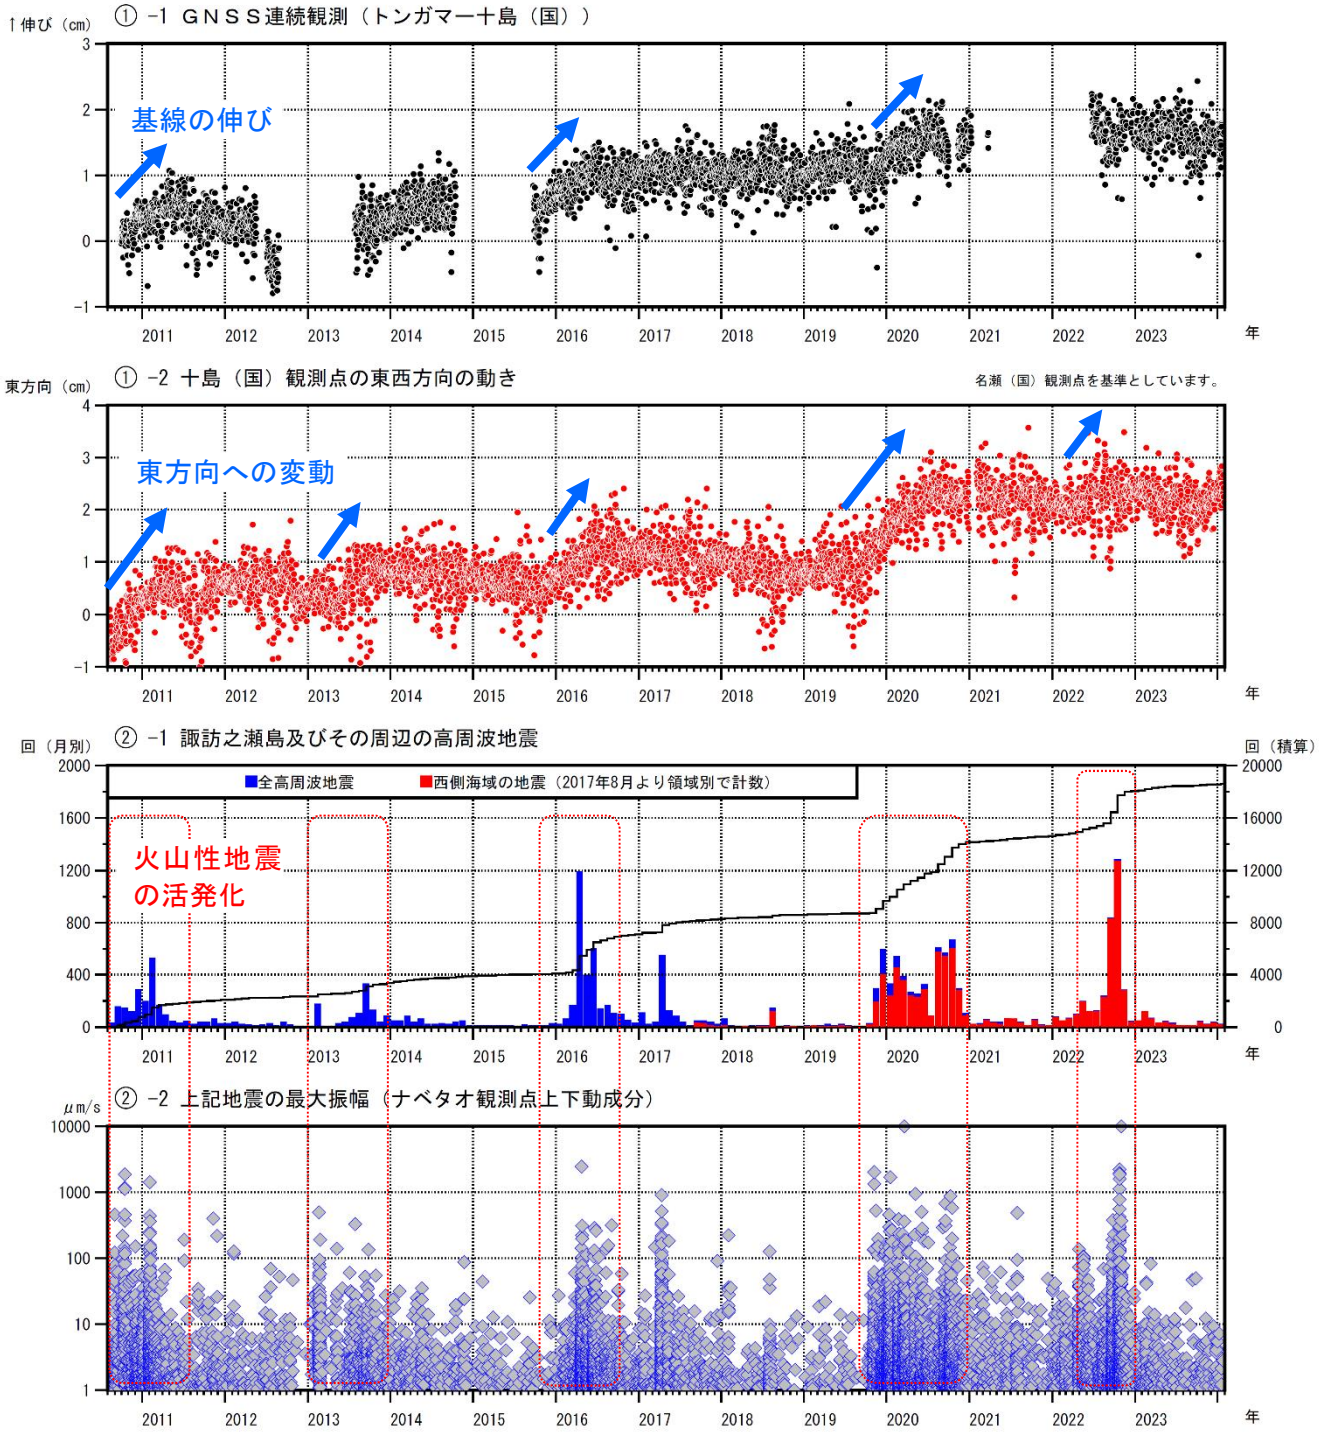 ① -1 GNSS連続観測（トンガマー十島（国））
↑伸び（cm）
3
2
1
0
-1
基線の伸び
2011 2012 2013 2014 2015 2016 2017 2018 2019 2020 2021 2022 2023 年
① -2 十島（国）観測点の東西方向の動き
東方向（cm）
名瀬（国）観測点を基準としています。
4
3
2
1
0
-1
東方向への変動
2011 2012 2013 2014 2015 2016 2017 2018 2019 2020 2021 2022 2023 年
② -1 諏訪之瀬島及びその周辺の高周波地震
回（月別）
回（積算）
2000 20000
1600 16000
1200 12000
800 8000
400 4000
0 0
全高周波地震 西側海域の地震（2017年8月より領域別で計数）
火山性地震
の活発化
2011 2012 2013 2014 2015 2016 2017 2018 2019 2020 2021 2022 2023 年
② -2 上記地震の最大振幅（ナベタオ観測点上下動成分）
μm/s
10000
1000
100
10
1
2011 2012 2013 2014 2015 2016 2017 2018 2019 2020 2021 2022 2023 年